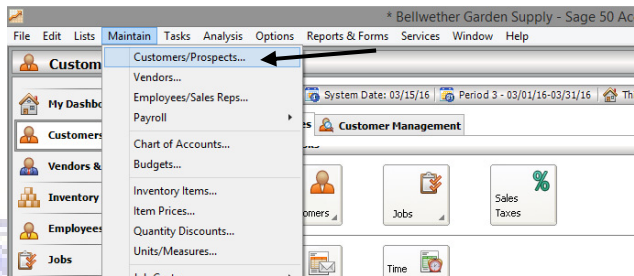 * Bellwether Garden Supply - Sage 50 Ac
File Edit Lists Maintain Tasks Analysis Options Reports & Forms Services Window Help
Custom
Customers/Prospects...
Vendors...
Employees/Sales Reps...
Payroll
Chart of Accounts...
Budgets...
Inventory Items...
Item Prices...
Quantity Discounts...
Units/Measures...
System Date: 03/15/16 Period 3 - 03/01/16-03/31/16 Th
My Dashbo
Customers
Vendors &
Inventory
Employees
Jobs
s Customer Management
omers
Jobs
Sales
Taxes
%
Time